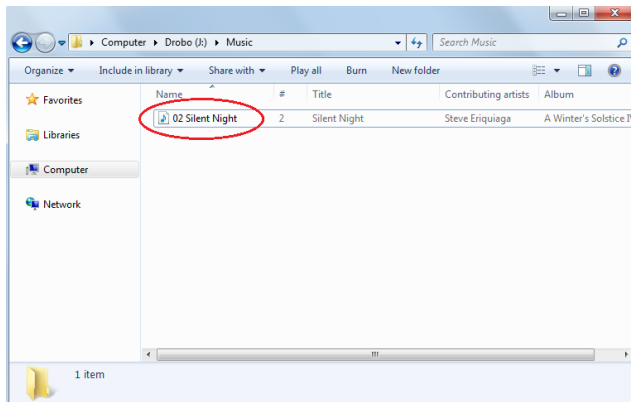 Computer Drobo (J:) Music Search Music
Organize Include in library Share with Play all Burn New folder
Name # Title Contributing artists Album
Favorites
02 Silent Night 2 Silent Night Steve Eriquiaga A Winter's Solstice IV
Libraries
Computer
Network
1 item